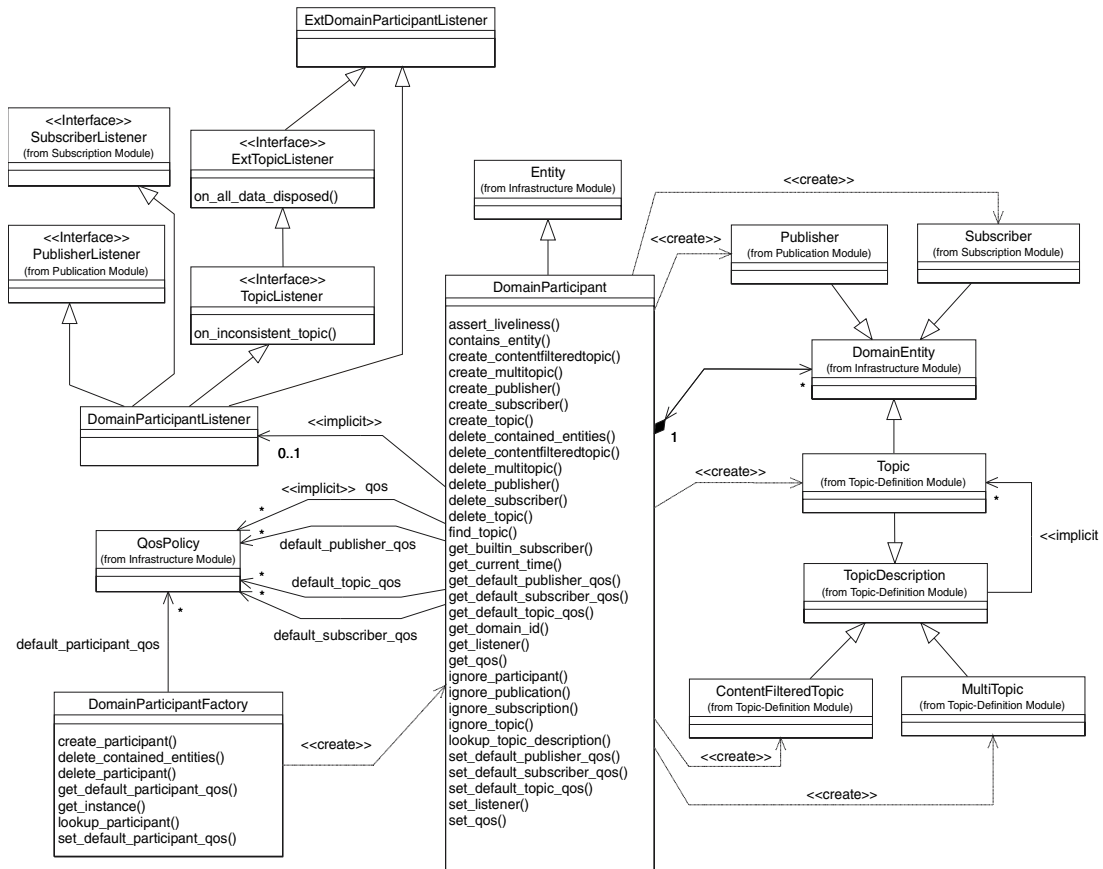 ExtDomainParticipantListener
<<Interface>>
SubscriberListener
(from Subscription Module)
<<Interface>>
ExtTopicListener
on_all_data_disposed()
<<Interface>>
PublisherListener
(from Publication Module)
<<Interface>>
TopicListener
on_inconsistent_topic()
DomainParticipantListener
Entity
(from Infrastructure Module)
<<create>>
<<create>>
Publisher
(from Publication Module)
Subscriber
(from Subscription Module)
DomainParticipant
assert_liveliness()
contains_entity()
create_contentfilteredtopic()
create_multitopic()
create_publisher()
create_subscriber()
create_topic()
delete_contained_entities()
delete_contentfilteredtopic()
delete_multitopic()
delete_publisher()
delete_subscriber()
delete_topic()
find_topic()
get_builtin_subscriber()
get_current_time()
get_default_publisher_qos()
get_default_subscriber_qos()
get_default_topic_qos()
get_domain_id()
get_listener()
get_qos()
ignore_participant()
ignore_publication()
ignore_subscription()
ignore_topic()
lookup_topic_description()
set_default_publisher_qos()
set_default_subscriber_qos()
set_default_topic_qos()
set_listener()
set_qos()
DomainEntity
(from Infrastructure Module)
*
1
<<implicit>>
0..1
<<create>>
Topic
(from Topic-Definition Module)
*
<<implicit
TopicDescription
(from Topic-Definition Module)
<<implicit>> qos
*
*
default_publisher_qos
QosPolicy
(from Infrastructure Module)
*
default_topic_qos
*
default_subscriber_qos
*
default_participant_qos
DomainParticipantFactory
create_participant()
delete_contained_entities()
delete_participant()
get_default_participant_qos()
get_instance()
lookup_participant()
set_default_participant_qos()
<<create>>
ContentFilteredTopic
(from Topic-Definition Module)
MultiTopic
(from Topic-Definition Module)
<<create>>
<<create>>